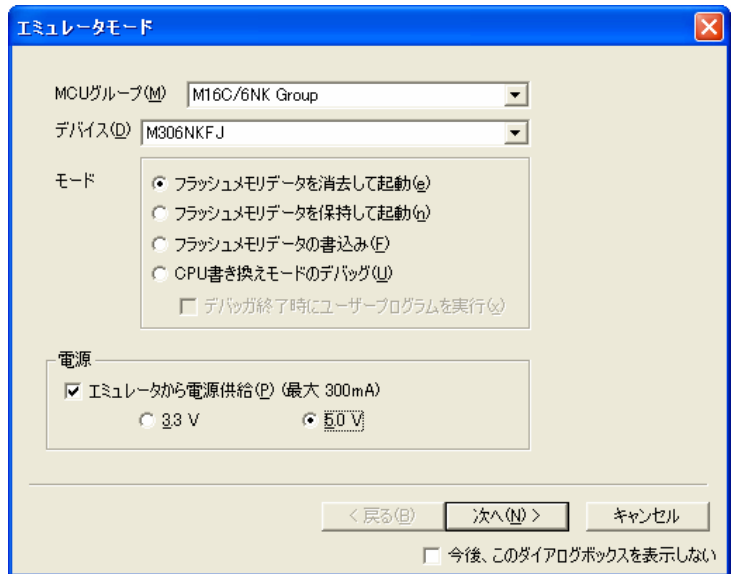 エミュレータモード
MCUグループ(M) M16C/6NK Group
デバイス(D) M306NKFJ
モード
フラッシュメモリデータを消去して起動(e)
フラッシュメモリデータを保持して起動(n)
フラッシュメモリデータの書込み(F)
CPU書き換えモードのデバッグ(U)
デバッガ終了時にユーザープログラムを実行(x)
電源
エミュレータから電源供給(P) (最大 300mA)
3.3 V 5.0 V
< 戻る(B) 次へ(N) > キャンセル
今後、このダイアログボックスを表示しない